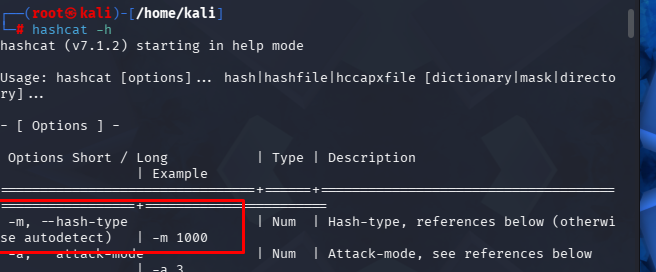 ┌──(root㉿kali)-[/home/kali]
└─# hashcat -h
hashcat (v7.1.2) starting in help mode
Usage: hashcat [options]... hash|hashfile|hccapxfile [dictionary|mask|directo
ry]...
- [ Options ] -
Options Short / Long | Type | Description
| Example
================================+======+======================================
=================+=======================
-m, --hash-type | Num | Hash-type, references below (otherwi
se autodetect) | -m 1000
-a, --attack-mode | Num | Attack-mode, see references below
| -a 3